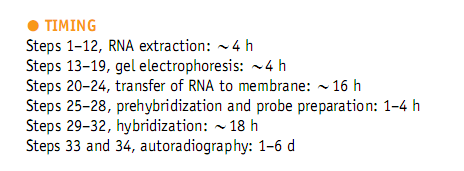 ● TIMING
Steps 1–12, RNA extraction: ~4 h
Steps 13–19, gel electrophoresis: ~4 h
Steps 20–24, transfer of RNA to membrane: ~16 h
Steps 25–28, prehybridization and probe preparation: 1–4 h
Steps 29–32, hybridization: ~18 h
Steps 33 and 34, autoradiography: 1–6 d